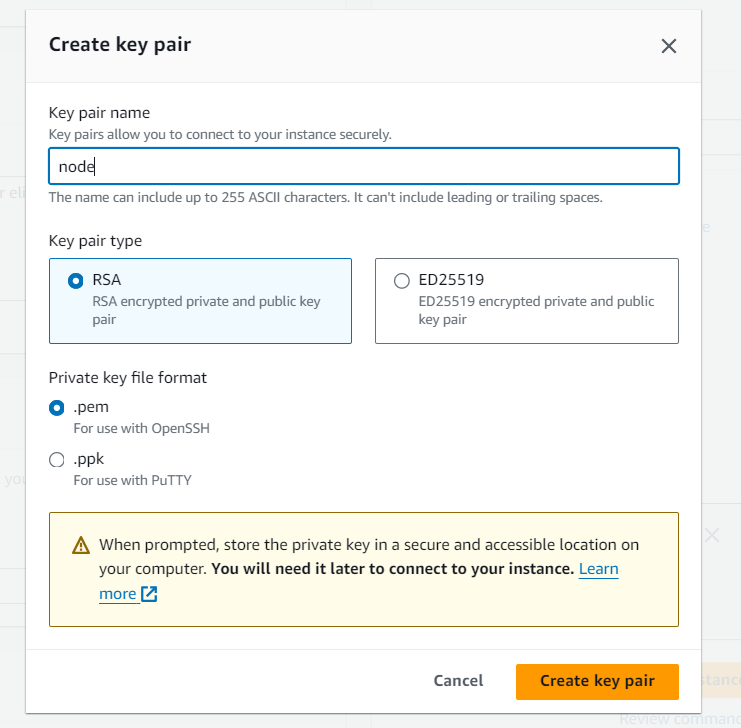 Create key pair
Key pair name
Key pairs allow you to connect to your instance securely.
node
The name can include up to 255 ASCII characters. It can't include leading or trailing spaces.
Key pair type
RSA
RSA encrypted private and public key
pair
ED25519
ED25519 encrypted private and public
key pair
Private key file format
.pem
For use with OpenSSH
.ppk
For use with PuTTY
When prompted, store the private key in a secure and accessible location on
your computer. You will need it later to connect to your instance. Learn
more
Cancel
Create key pair